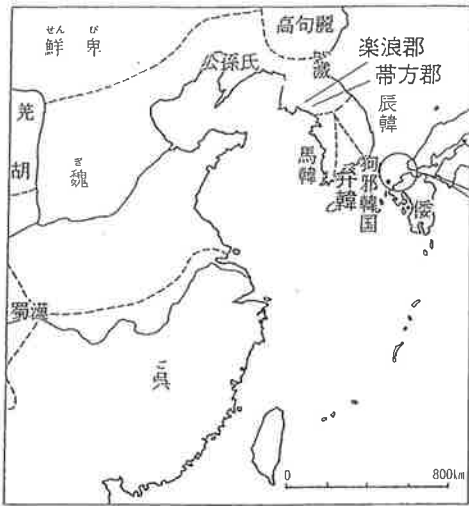 せん び
鮮卑
高句麗
公孫氏
濊
楽浪郡
帯方郡
辰韓
羌胡
ぎ
魏
馬韓
弁韓
狗邪韓国
倭
蜀漢
ご
呉
0 800km